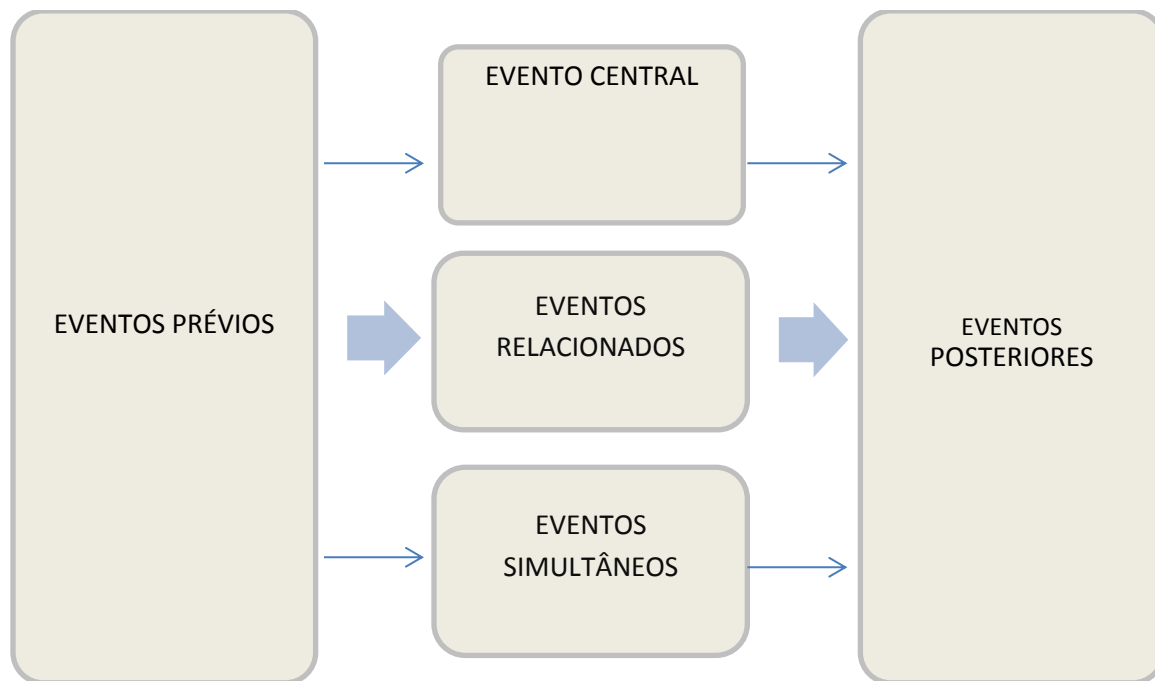 EVENTOS PRÉVIOS
EVENTO CENTRAL
EVENTOS
RELACIONADOS
EVENTOS
SIMULTÂNEOS
EVENTOS
POSTERIORES